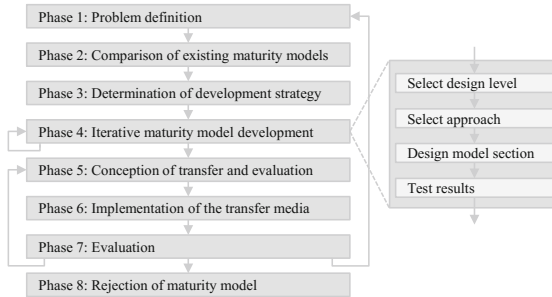 Phase 1: Problem definition
Phase 2: Comparison of existing maturity models
Phase 3: Determination of development strategy
Phase 4: Iterative maturity model development
Phase 5: Conception of transfer and evaluation
Phase 6: Implementation of the transfer media
Phase 7: Evaluation
Phase 8: Rejection of maturity model
Select design level
Select approach
Design model section
Test results